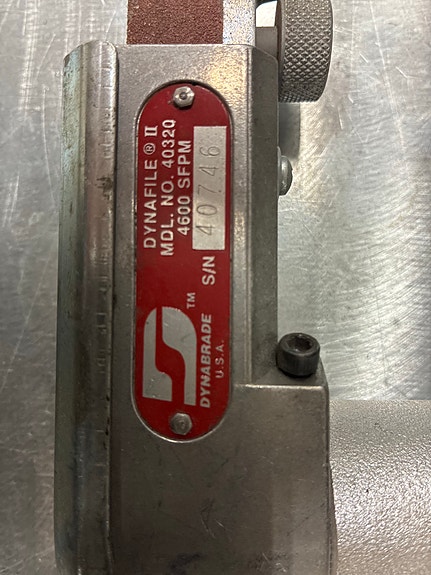 DYNAFILE ® II
MDL. NO. 40320
4600 SFPM
S/N 40746
DYNABRADE ™
U.S.A.